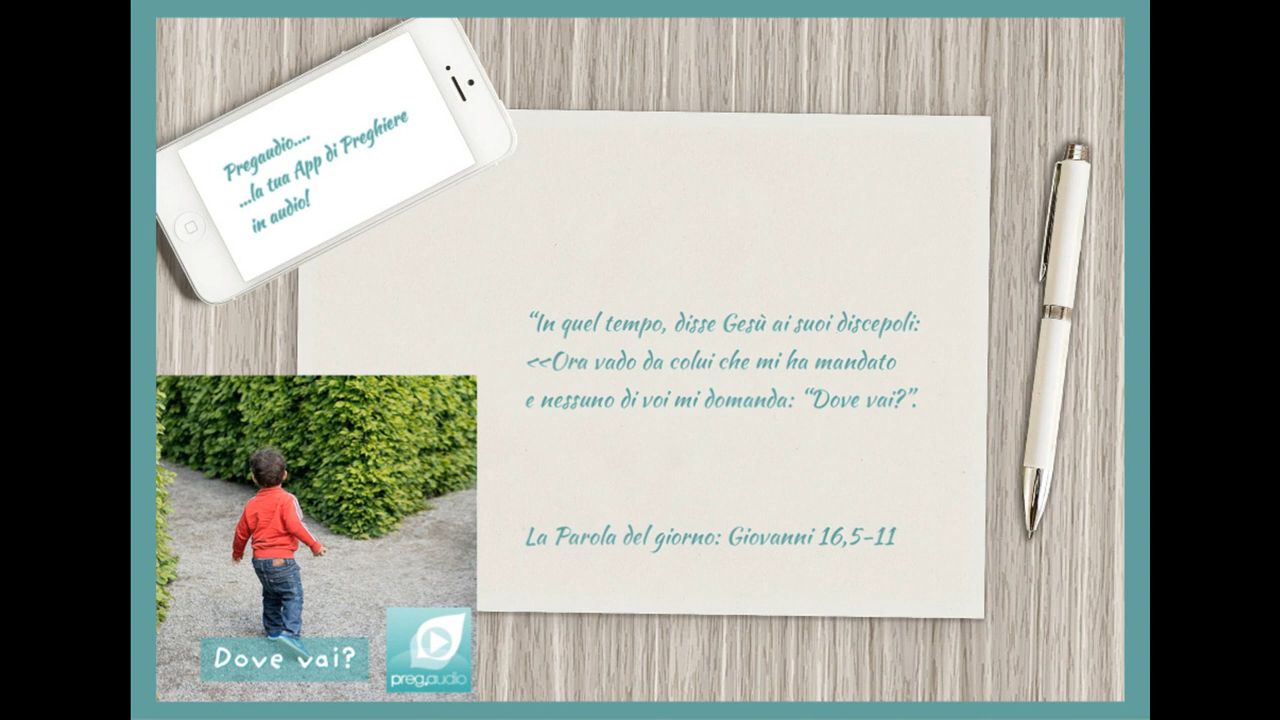 Pregaudio....
...la tua App di Preghiere
in audio!
“In quel tempo, disse Gesù ai suoi discepoli:
<<Ora vado da colui che mi ha mandato
e nessuno di voi mi domanda: “Dove vai?”.
La Parola del giorno: Giovanni 16,5-11
Dove vai?
preg.audio